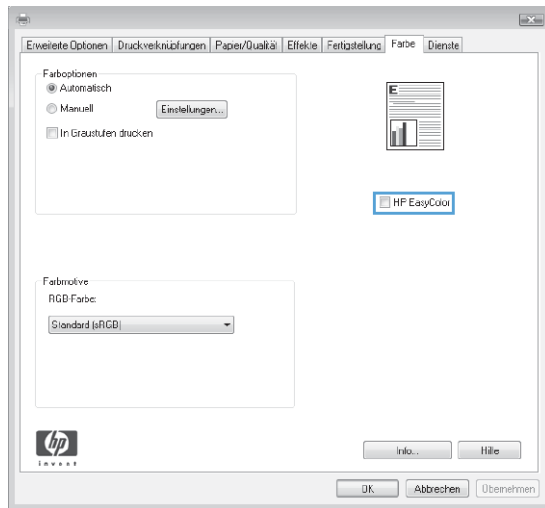 Erweiterte Optionen Druckverknüpfungen Papier/Qualität Effekte Fertigstellung Farbe Dienste
Farboptionen
Automatisch
Manuell Einstellungen...
In Graustufen drucken
E
HP EasyColor
Farbmotive
RGB-Farbe:
Standard (sRGB)
hp
invent
Info... Hilfe
OK Abbrechen Übernehmen